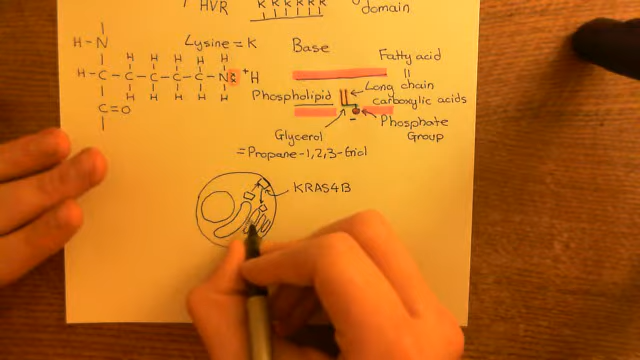 HVR
K K K K K K
domain
Lysine = K
Base
H-N
H H H H H
H-C-C-C-C-C-N: +H
H H H H H
C=O
Fatty acid
=
Long chain
carboxylic acids
Phospholipid
Phosphate
Group
Glycerol
= Propane-1,2,3-triol
KRAS4B